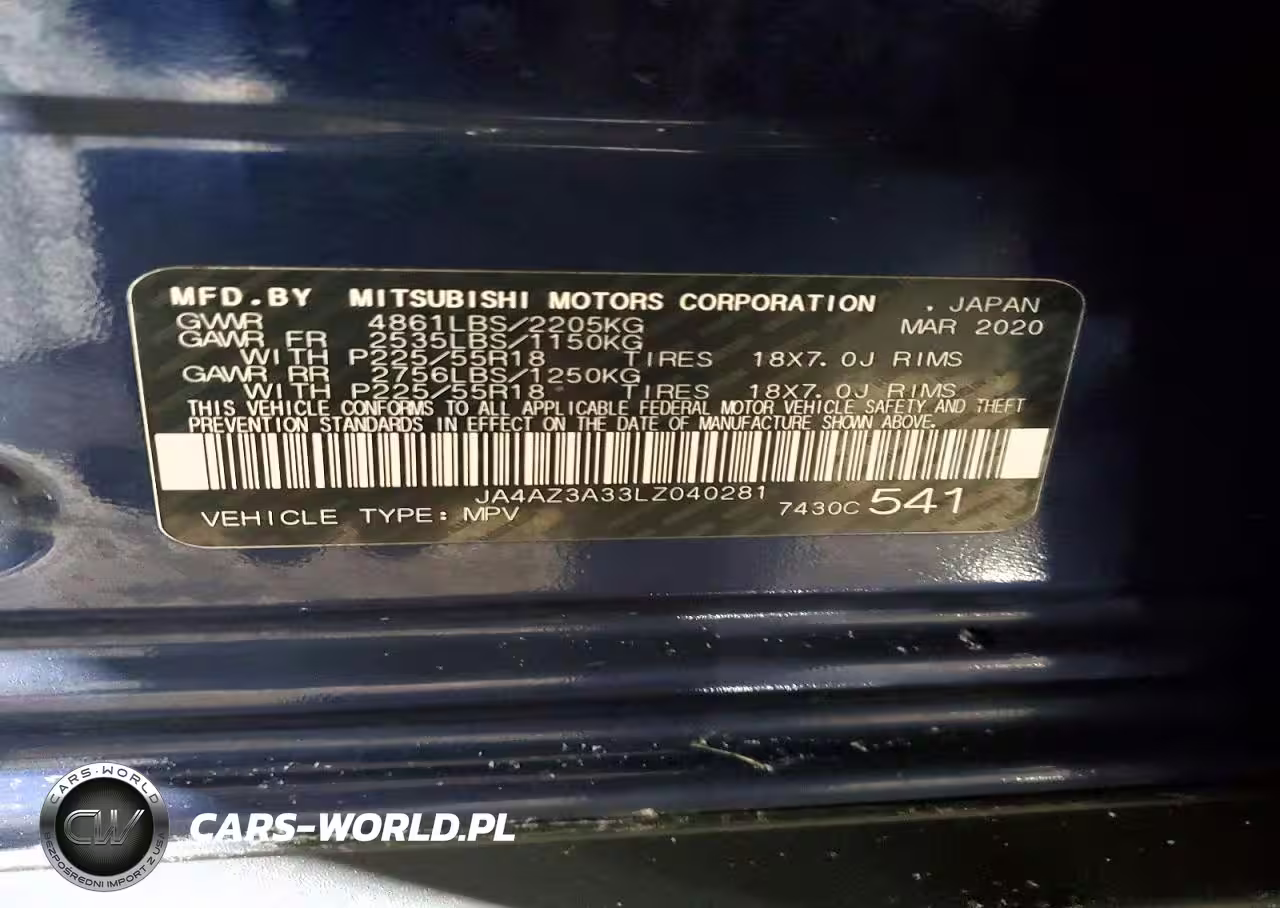 MFD.BY MITSUBISHI MOTORS CORPORATION . JAPAN
GVWR 4861LBS/2205KG MAR 2020
GAWR FR 2535LBS/1150KG
WITH P225/55R18 TIRES 18X7.0J RIMS
GAWR RR 2756LBS/1250KG
WITH P225/55R18 TIRES 18X7.0J RIMS
THIS VEHICLE CONFORMS TO ALL APPLICABLE FEDERAL MOTOR VEHICLE SAFETY AND THEFT
PREVENTION STANDARDS IN EFFECT ON THE DATE OF MANUFACTURE SHOWN ABOVE.
JA4AZ3A33LZ040281
VEHICLE TYPE: MPV 7430C 541
CARS-WORLD
CW
BEZPOŚREDNI IMPORT Z USA
CARS-WORLD.PL